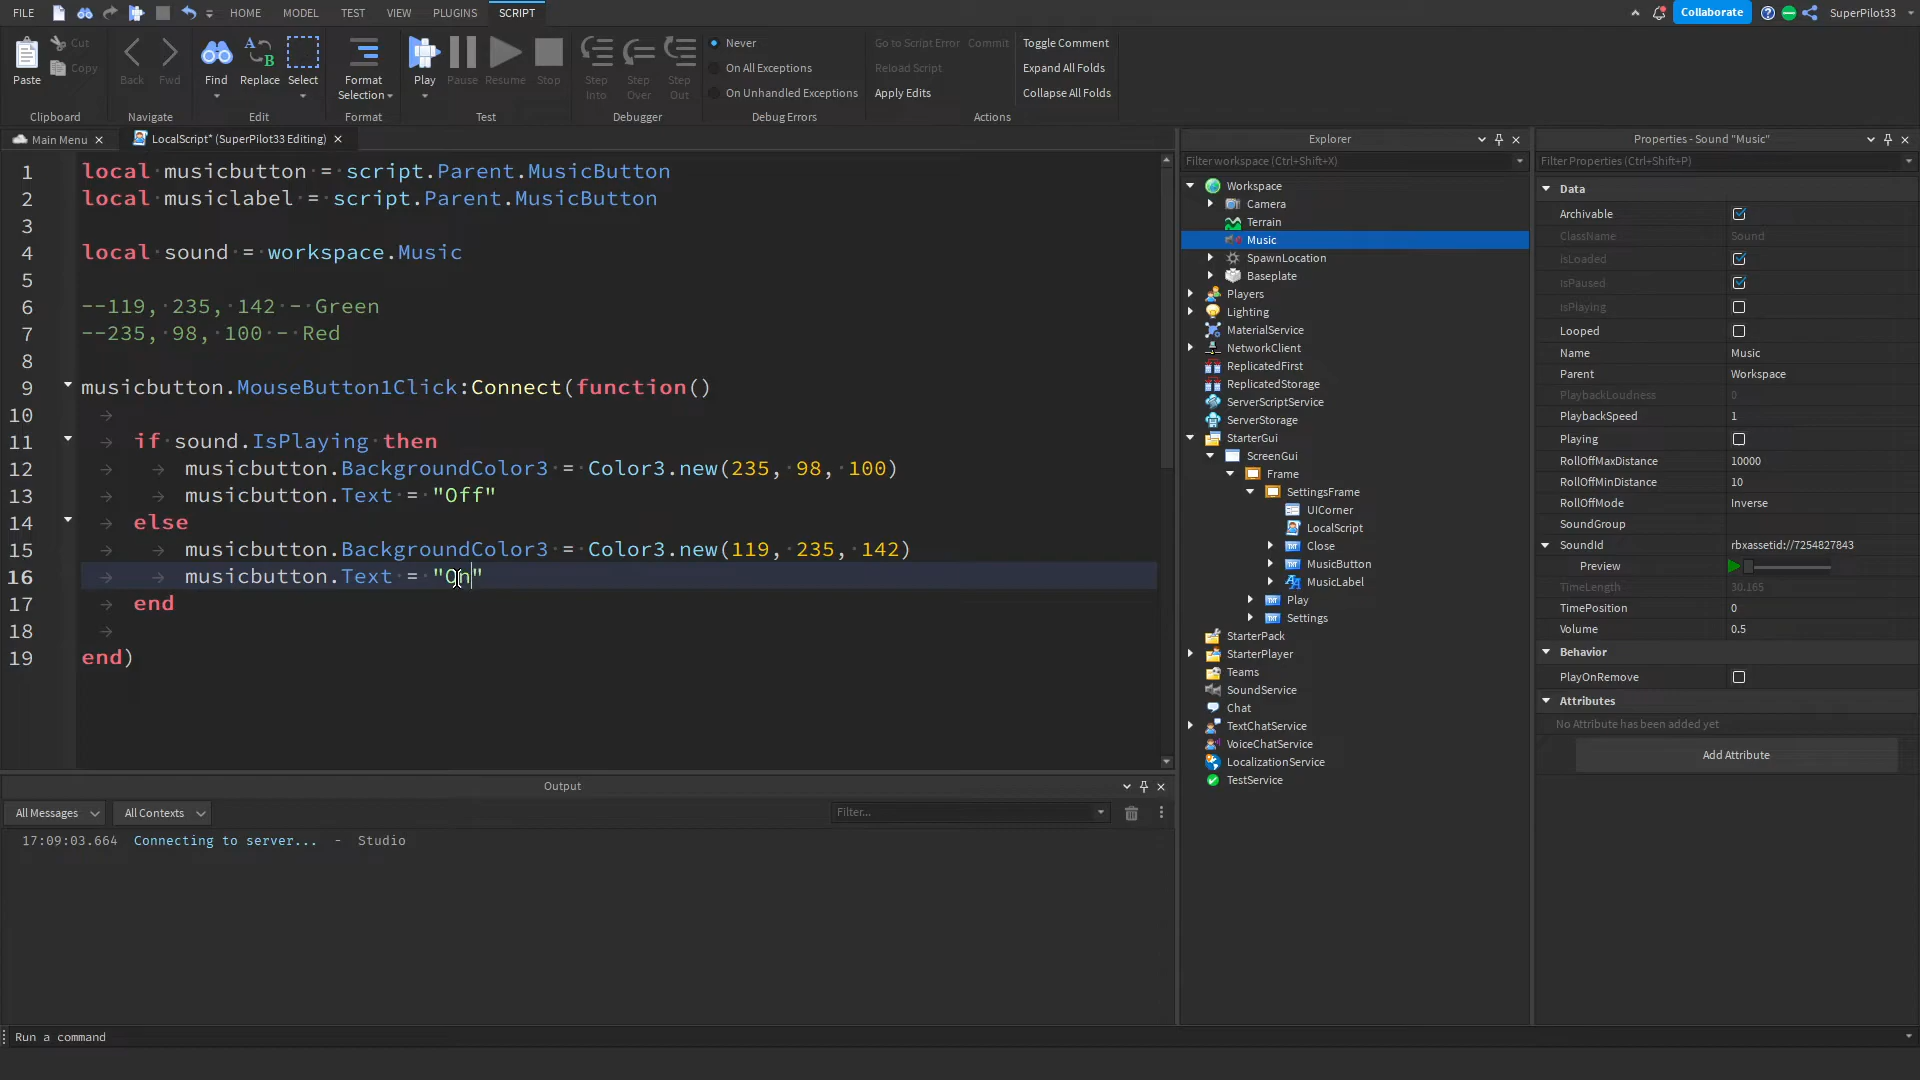 FILE HOME MODEL TEST VIEW PLUGINS SCRIPT Collaborate SuperPilot33
Paste Cut Copy
Clipboard
Back Fwd
Navigate
Find Replace Select
Edit
Format Selection
Format
Play Pause Resume Stop
Test
Step Into Step Over Step Out
Debugger
Never
On All Exceptions
On Unhandled Exceptions
Debug Errors
Go to Script Error Commit
Reload Script
Apply Edits
Toggle Comment
Expand All Folds
Collapse All Folds
Actions
Main Menu LocalScript* (SuperPilot33 Editing)
1 local musicbutton = script.Parent.MusicButton
2 local musiclabel = script.Parent.MusicButton
3
4 local sound = workspace.Music
5
6 --119, 235, 142 - Green
7 --235, 98, 100 - Red
8
9 musicbutton.MouseButton1Click:Connect(function()
10
11 if sound.IsPlaying then
12 musicbutton.BackgroundColor3 = Color3.new(235, 98, 100)
13 musicbutton.Text = "Off"
14 else
15 musicbutton.BackgroundColor3 = Color3.new(119, 235, 142)
16 musicbutton.Text = "On"
17 end
18
19 end)
Output
All Messages All Contexts Filter...
17:09:03.664 Connecting to server... - Studio
Run a command
Explorer
Filter workspace (Ctrl+Shift+X)
Workspace
Camera
Terrain
Music
SpawnLocation
Baseplate
Players
Lighting
MaterialService
NetworkClient
ReplicatedFirst
ReplicatedStorage
ServerScriptService
ServerStorage
StarterGui
ScreenGui
Frame
SettingsFrame
UICorner
LocalScript
Close
MusicButton
MusicLabel
Play
Settings
StarterPack
StarterPlayer
Teams
SoundService
Chat
TextChatService
VoiceChatService
LocalizationService
TestService
Properties - Sound "Music"
Filter Properties (Ctrl+Shift+P)
Data
Archivable
ClassName Sound
IsLoaded
IsPaused
IsPlaying
Looped
Name Music
Parent Workspace
PlaybackLoudness 0
PlaybackSpeed 1
Playing
RollOffMaxDistance 10000
RollOffMinDistance 10
RollOffMode Inverse
SoundGroup
SoundId rbxassetid://7254827843
Preview
TimeLength 30.165
TimePosition 0
Volume 0.5
Behavior
PlayOnRemove
Attributes
No Attribute has been added yet
Add Attribute